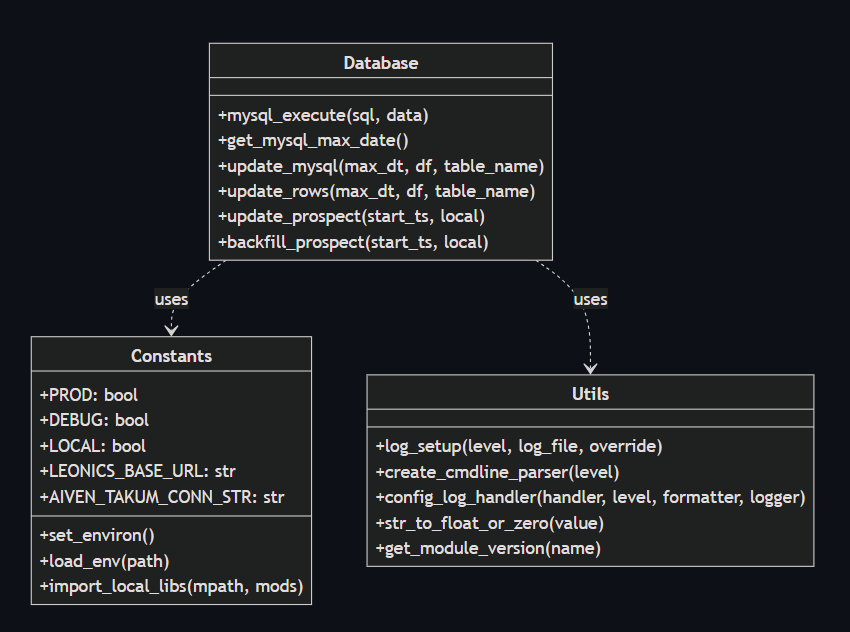 Database
+mysql_execute(sql, data)
+get_mysql_max_date()
+update_mysql(max_dt, df, table_name)
+update_rows(max_dt, df, table_name)
+update_prospect(start_ts, local)
+backfill_prospect(start_ts, local)
uses
uses
Constants
+PROD: bool
+DEBUG: bool
+LOCAL: bool
+LEONICS_BASE_URL: str
+AIVEN_TAKUM_CONN_STR: str
+set_environ()
+load_env(path)
+import_local_libs(mpath, mods)
Utils
+log_setup(level, log_file, override)
+create_cmdline_parser(level)
+config_log_handler(handler, level, formatter, logger)
+str_to_float_or_zero(value)
+get_module_version(name)